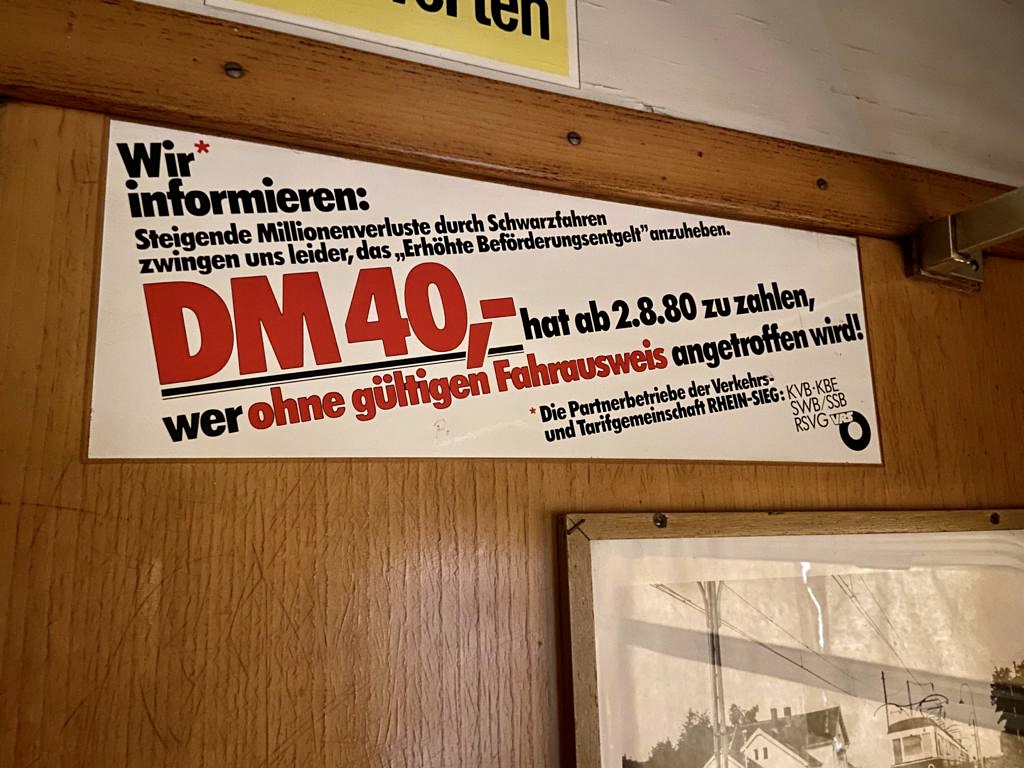 Wir*
informieren:
Steigende Millionenverluste durch Schwarzfahren
zwingen uns leider, das „Erhöhte Beförderungsentgelt" anzuheben.
DM 40,- hat ab 2.8.80 zu zahlen,
wer ohne gültigen Fahrausweis angetroffen wird!
* Die Partnerbetriebe der Verkehrs-
und Tarifgemeinschaft RHEIN-SIEG:
KVB·KBE
SWB/SSB
RSVG VRS